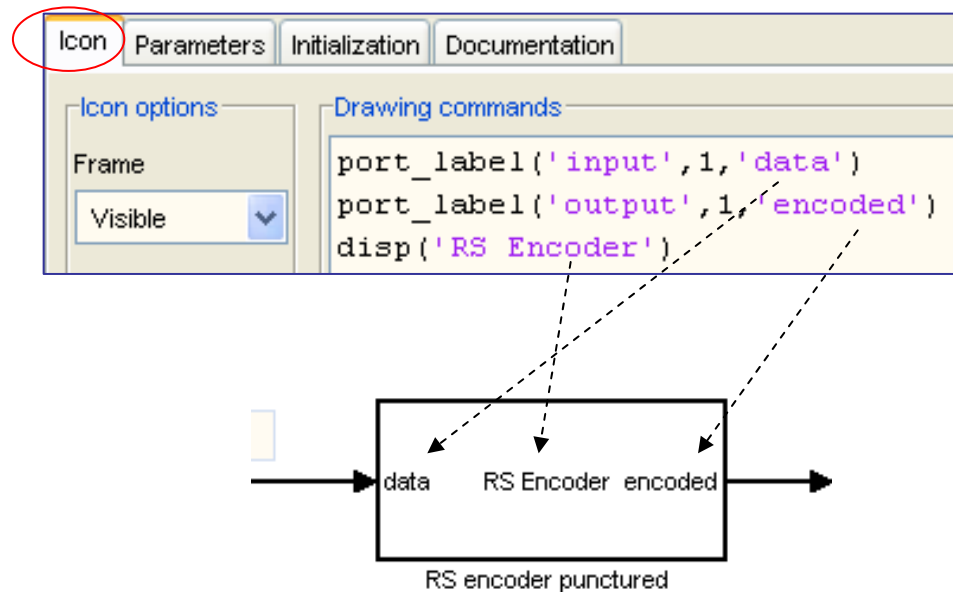 Icon Parameters Initialization Documentation
Icon options
Drawing commands
Frame
Visible
port_label('input',1,'data')
port_label('output',1,'encoded')
disp('RS Encoder')
data RS Encoder encoded
RS encoder punctured